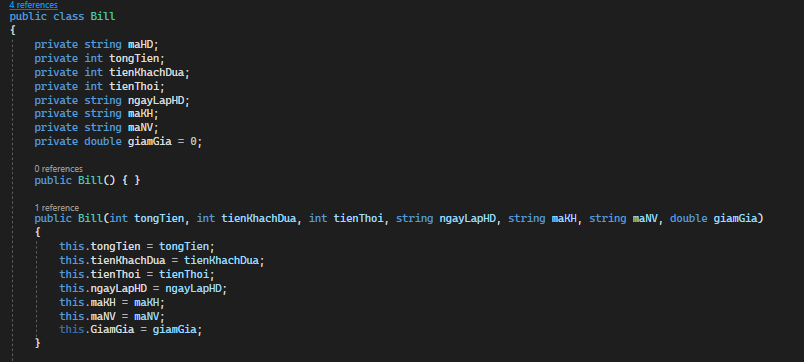 4 references
public class Bill
{
private string maHD;
private int tongTien;
private int tienKhachDua;
private int tienThoi;
private string ngayLapHD;
private string maKH;
private string maNV;
private double giamGia = 0;
0 references
public Bill() { }
1 reference
public Bill(int tongTien, int tienKhachDua, int tienThoi, string ngayLapHD, string maKH, string maNV, double giamGia)
{
this.tongTien = tongTien;
this.tienKhachDua = tienKhachDua;
this.tienThoi = tienThoi;
this.ngayLapHD = ngayLapHD;
this.maKH = maKH;
this.maNV = maNV;
this.GiamGia = giamGia;
}